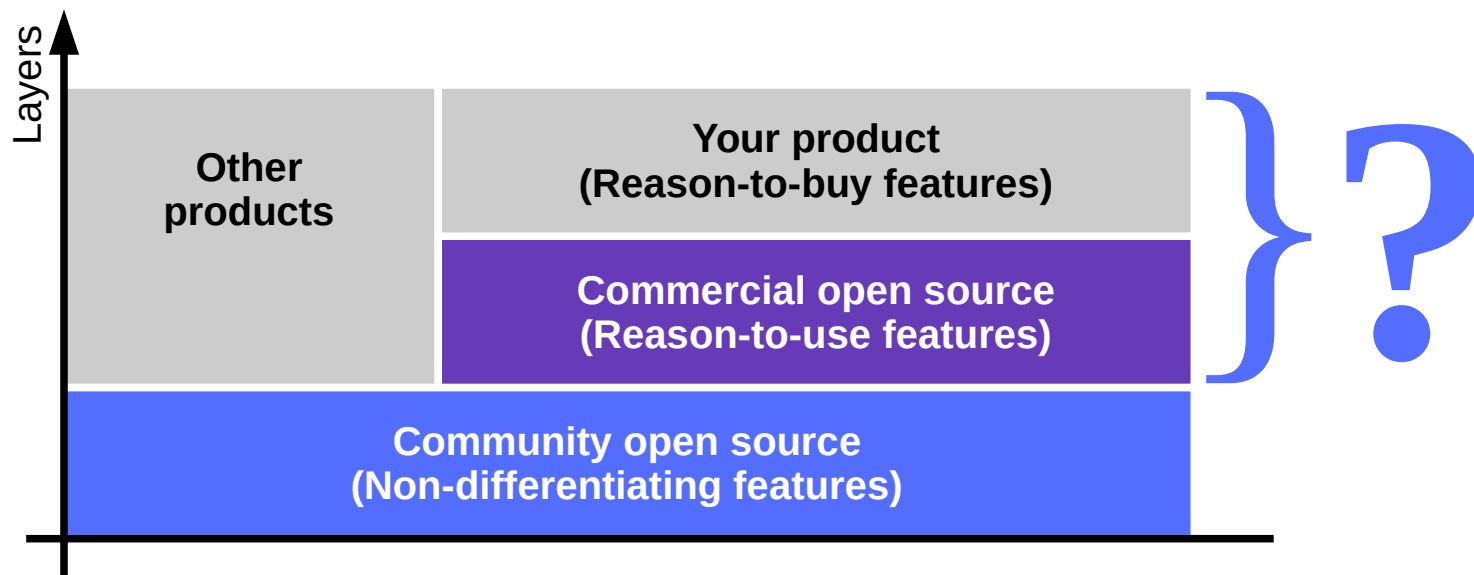 Layers
Other
products
Your product
(Reason-to-buy features)
Commercial open source
(Reason-to-use features)
Community open source
(Non-differentiating features)
}
?